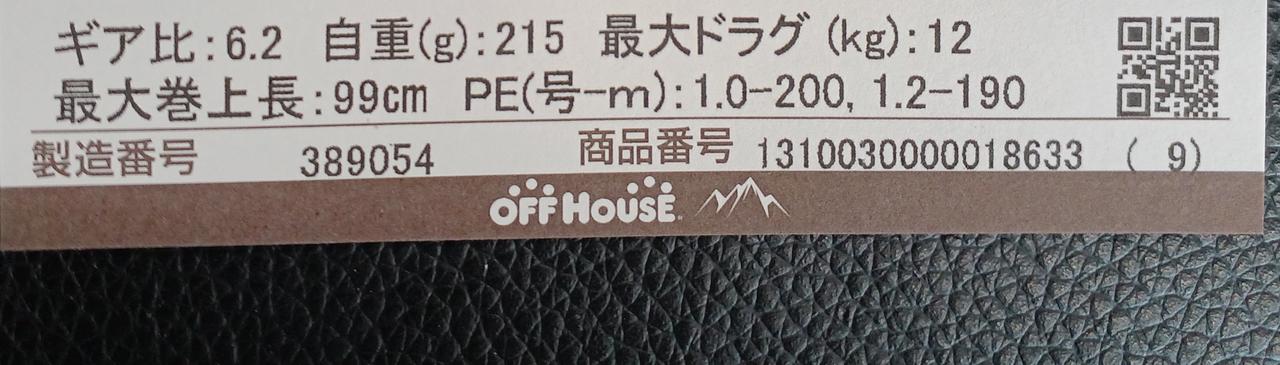 ギア比:6.2 自重(g):215 最大ドラグ (kg):12
最大巻上長:99cm PE(号-m):1.0-200, 1.2-190
製造番号 389054 商品番号 1310030000018633 ( 9)
OFF HOUSE